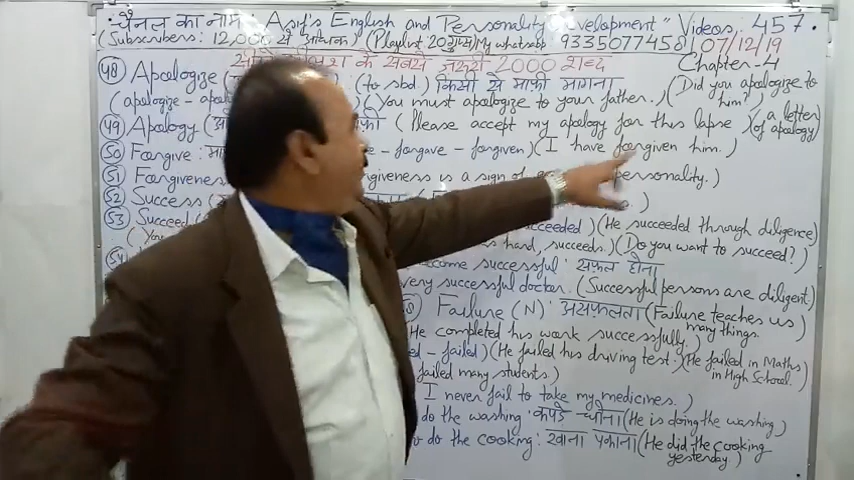 चैनल का नाम "Asif's English and Personality Development" Videos: 457.
(Subscribers: 12,000 से अधिक) (Playlist 20 ग्रुप्स) My whatsapp 9335077458 | 07/12/19
के सबसे ज़रूरी 2000 शब्द Chapter-4
48 Apologize (to sbd.) किसी से माफ़ी मांगना (Did you apologize to him?)
(apologize - You must apologize to your father.)
49 Apology (Please accept my apology for this lapse) (a letter of apology)
50 Forgive: - forgave - forgiven) (I have forgiven him.)
51 Forgiveness is a sign of personality.)
52 Success
53 Succeed succeeded) (He succeeded through diligence)
(You hard, succeeds.) (Do you want to succeed?)
54 become successful' सफल होना
very successful doctor. (Successful persons are diligent.)
Failure (N) असफलता (Failure teaches us many things.
He completed his work successfully.)
- failed) (He failed his driving test.) (He failed in Maths in High School.)
failed many students.)
I never fail to take my medicines.)
do the washing 'कपड़े धोना (He is doing the washing)
to do the cooking: खाना पकाना (He did the cooking yesterday.)